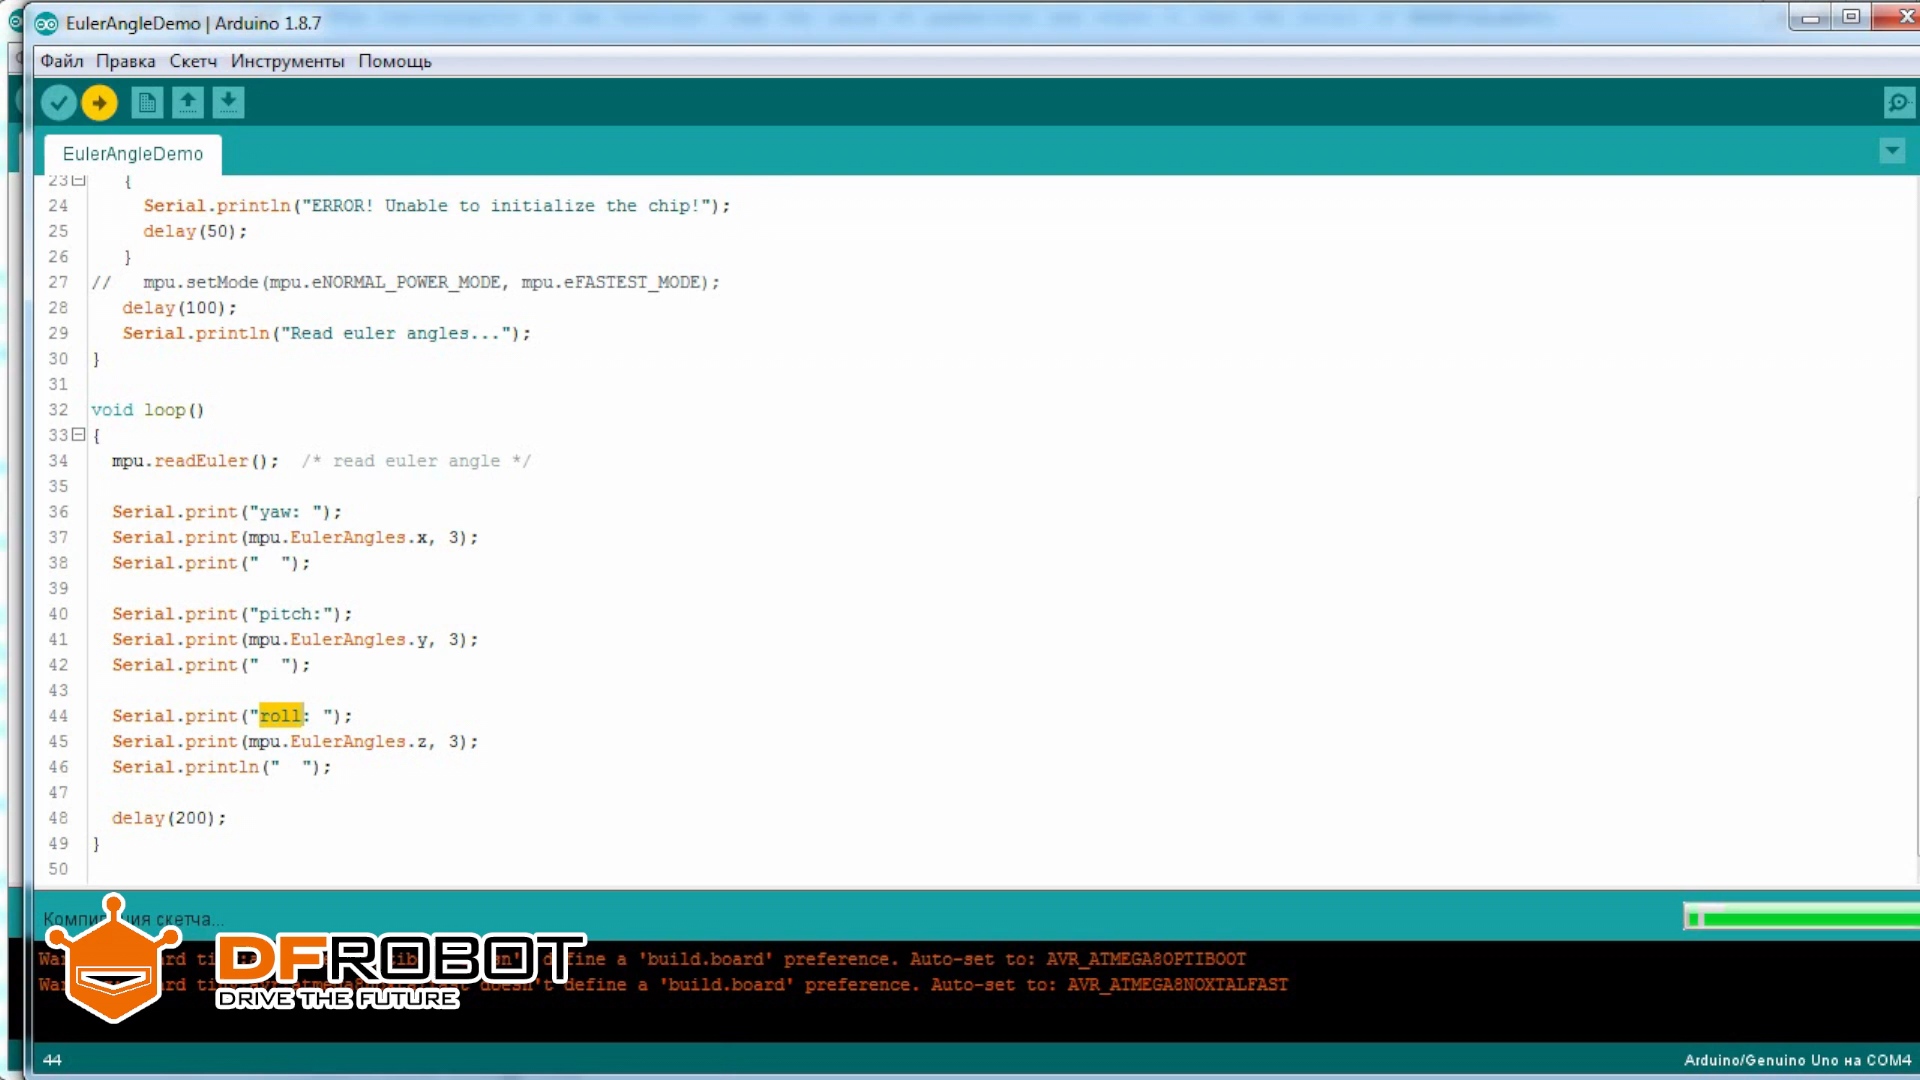 EulerAngleDemo | Arduino 1.8.7
Файл Правка Скетч Инструменты Помощь
EulerAngleDemo
23 {
24 Serial.println("ERROR! Unable to initialize the chip!");
25 delay(50);
26 }
27 // mpu.setMode(mpu.eNORMAL_POWER_MODE, mpu.eFASTEST_MODE);
28 delay(100);
29 Serial.println("Read euler angles...");
30 }
31
32 void loop()
33 {
34 mpu.readEuler(); /* read euler angle */
35
36 Serial.print("yaw: ");
37 Serial.print(mpu.EulerAngles.x, 3);
38 Serial.print("  ");
39
40 Serial.print("pitch:");
41 Serial.print(mpu.EulerAngles.y, 3);
42 Serial.print("  ");
43
44 Serial.print("roll: ");
45 Serial.print(mpu.EulerAngles.z, 3);
46 Serial.println("  ");
47
48 delay(200);
49 }
50
скетча...
DFROBOT
DRIVE THE FUTURE
a 'build.board' preference. Auto-set to: AVR_ATMEGA8OPTIBOOT
doesn't define a 'build.board' preference. Auto-set to: AVR_ATMEGA8NOXTALFAST
44
Arduino/Genuino Uno на COM4